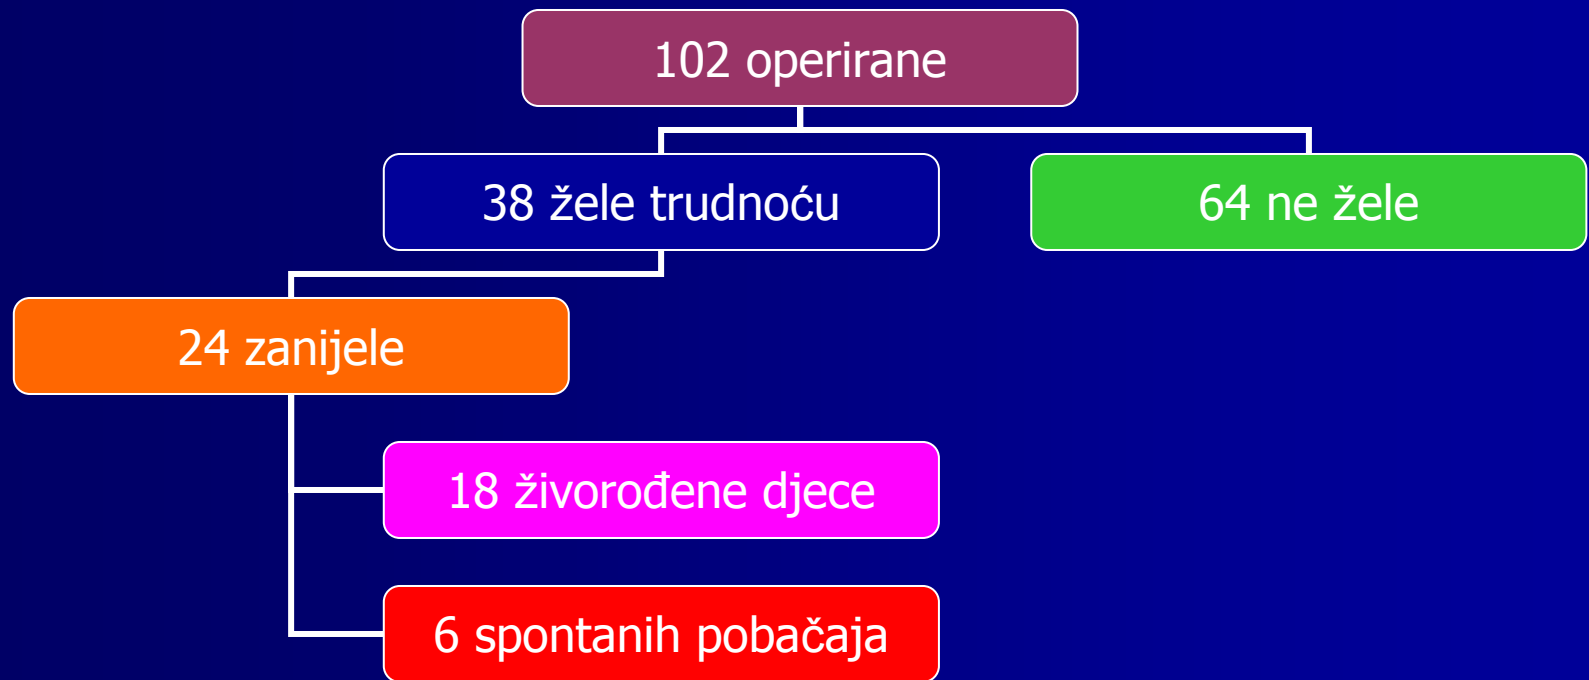 102 operirane
38 žele trudnoću
64 ne žele
24 zanijele
18 živorođene djece
6 spontanih pobačaja